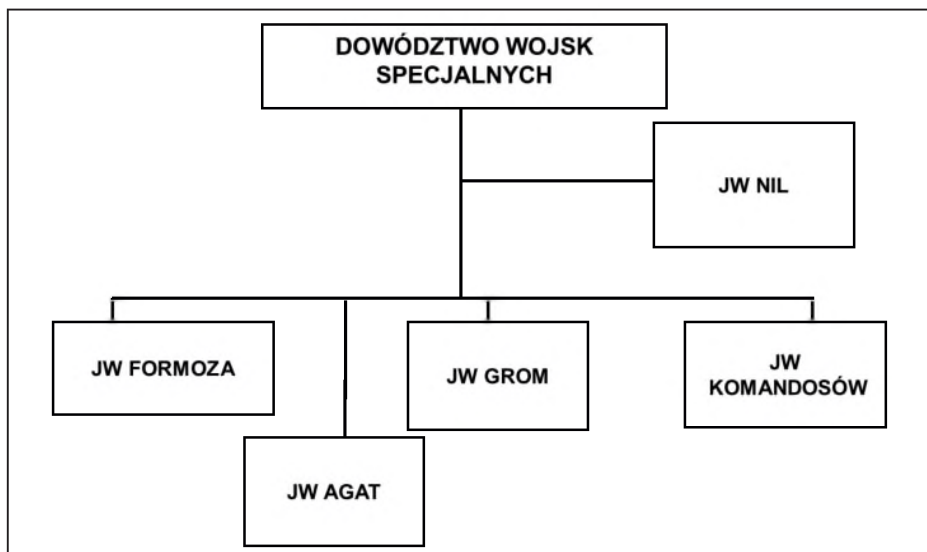 DOWÓDZTWO WOJSK
SPECJALNYCH
JW NIL
JW FORMOZA
JW GROM
JW
KOMANDOSÓW
JW AGAT